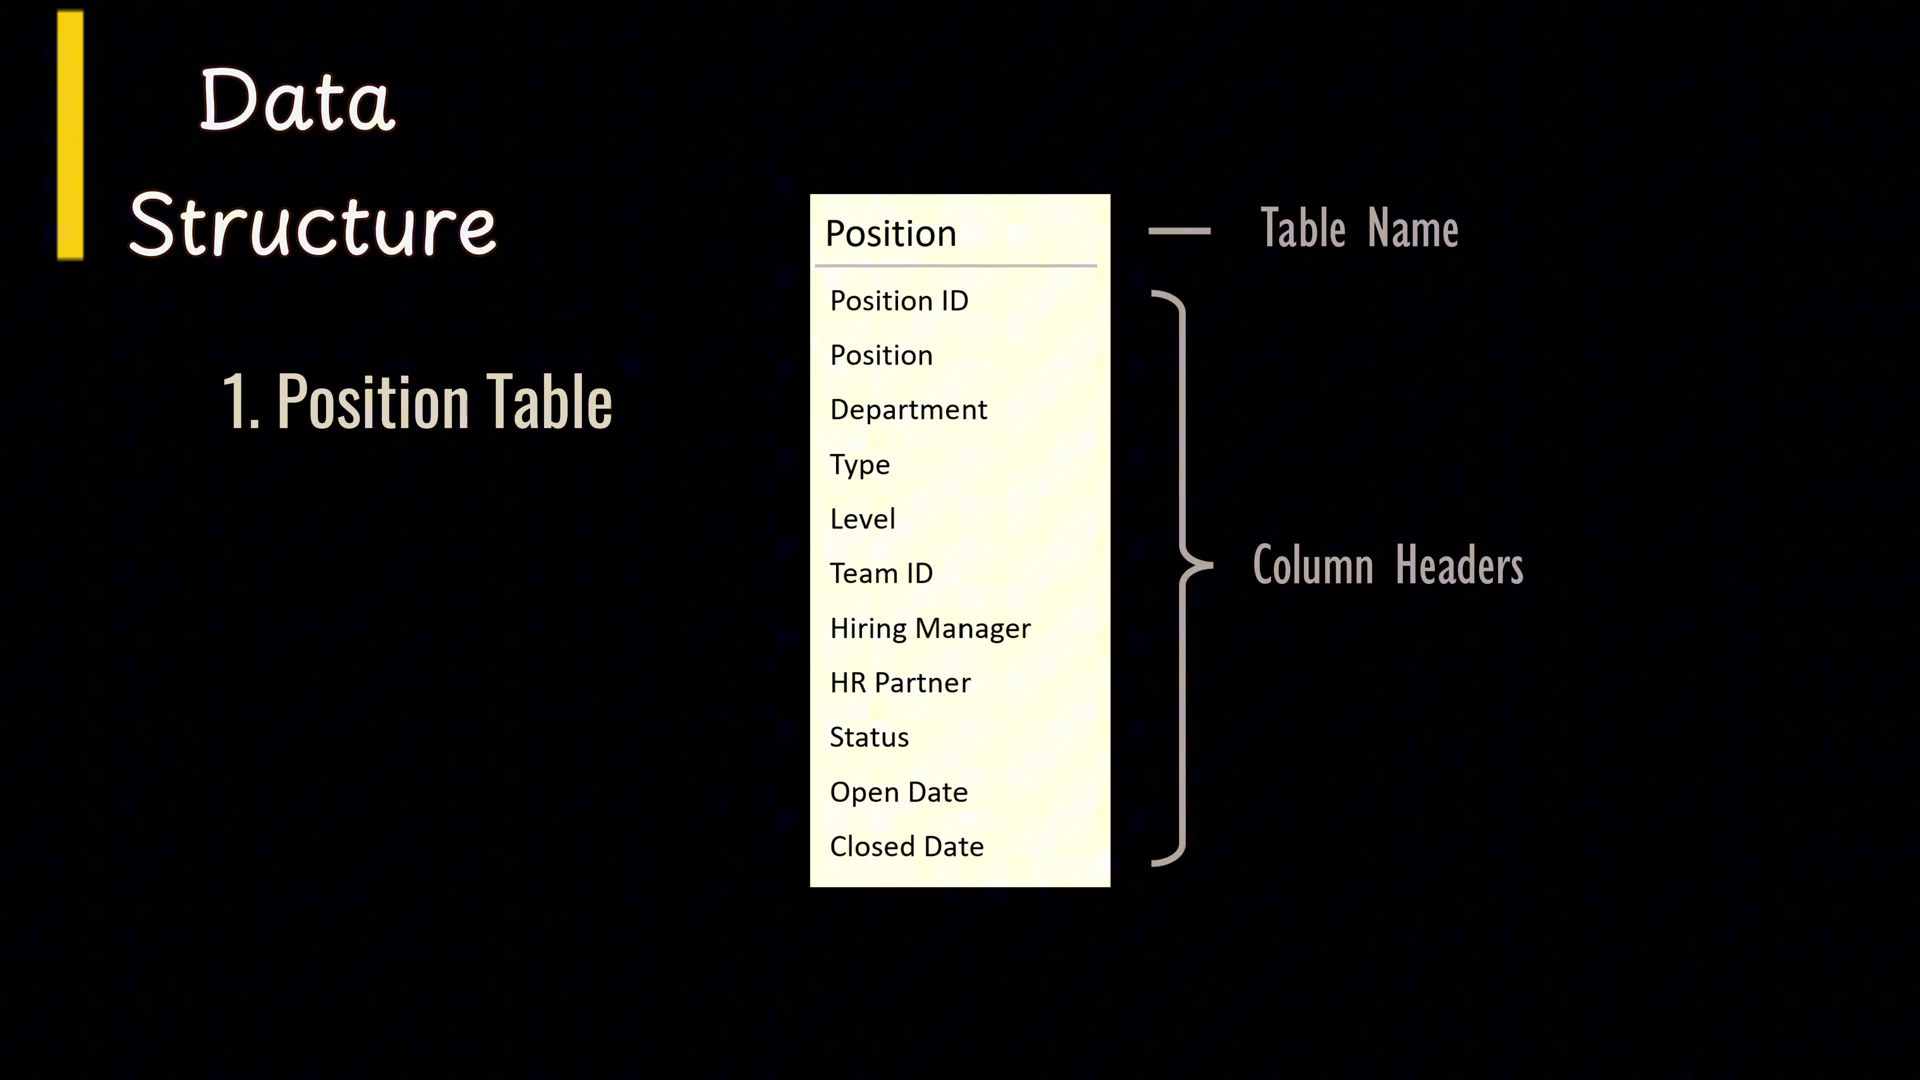 Data
Structure
1. Position Table
Position
Position ID
Position
Department
Type
Level
Team ID
Hiring Manager
HR Partner
Status
Open Date
Closed Date
Table Name
Column Headers